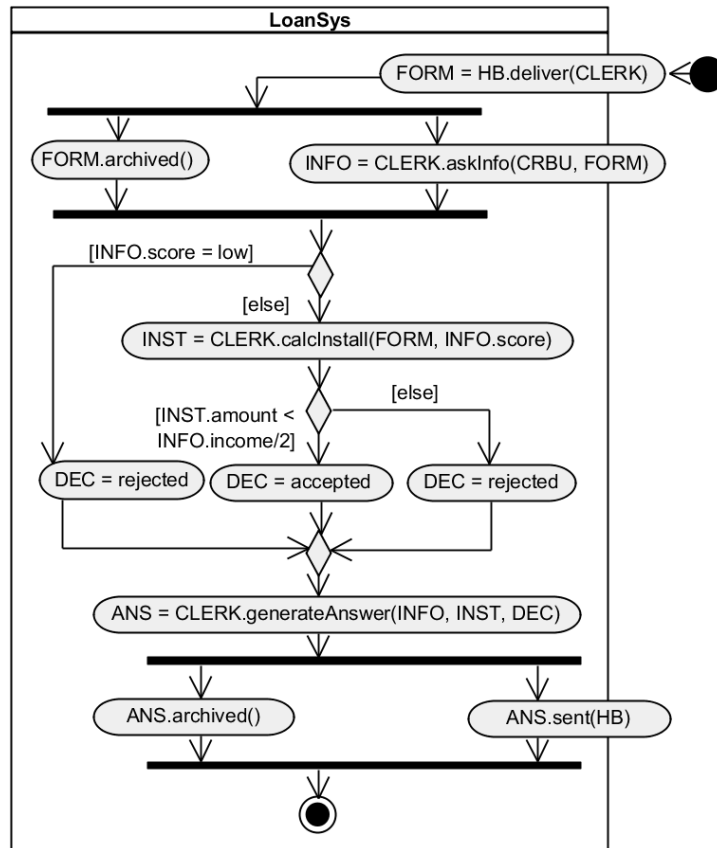 LoanSys
FORM = HB.deliver(CLERK)
FORM.archived()
INFO = CLERK.askInfo(CRBU, FORM)
[INFO.score = low]
[else]
INST = CLERK.calcInstall(FORM, INFO.score)
[else]
[INST.amount <
INFO.income/2]
DEC = rejected
DEC = accepted
DEC = rejected
ANS = CLERK.generateAnswer(INFO, INST, DEC)
ANS.archived()
ANS.sent(HB)